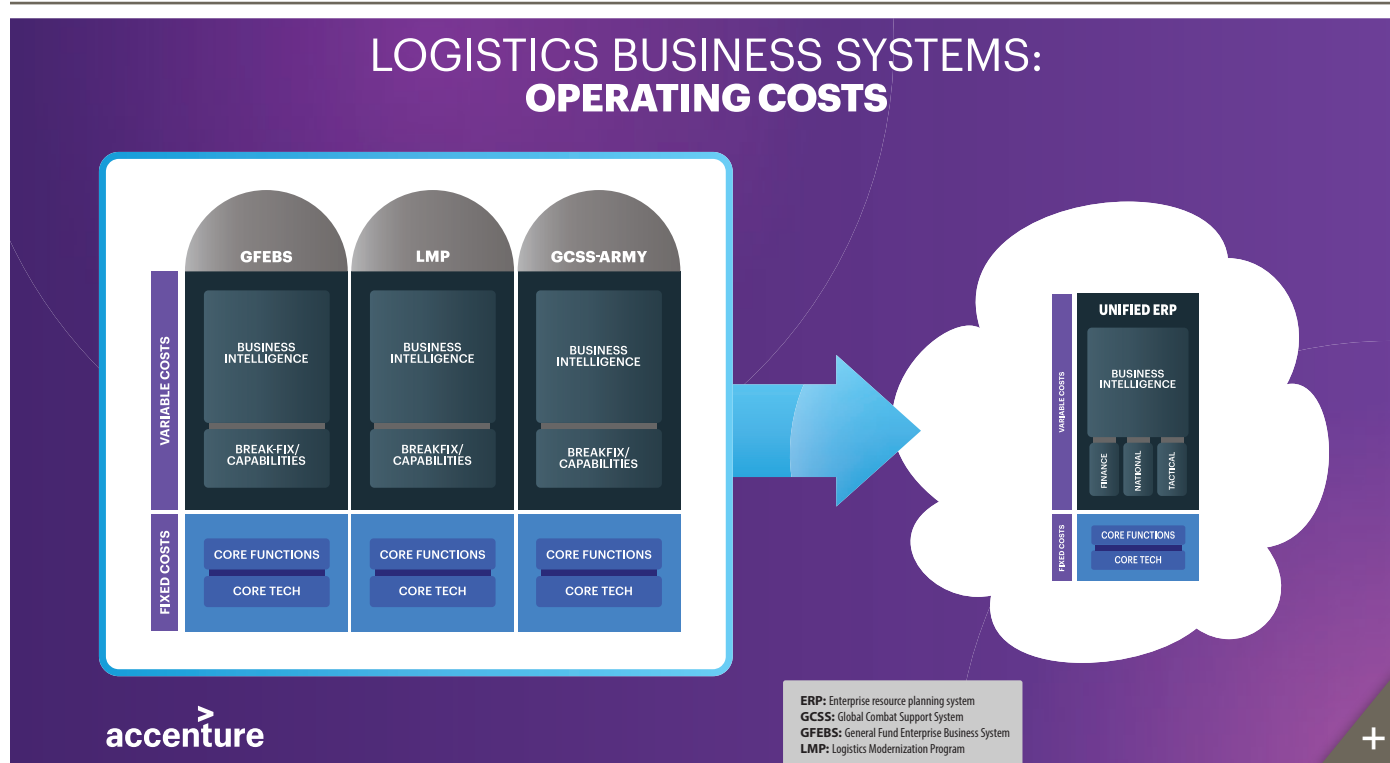 LOGISTICS BUSINESS SYSTEMS:
OPERATING COSTS
GFEBS
LMP
GCSS-ARMY
VARIABLE COSTS
BUSINESS
INTELLIGENCE
BUSINESS
INTELLIGENCE
BUSINESS
INTELLIGENCE
BREAK-FIX/
CAPABILITIES
BREAKFIX/
CAPABILITIES
BREAKFIX/
CAPABILITIES
FIXED COSTS
CORE FUNCTIONS
CORE FUNCTIONS
CORE FUNCTIONS
CORE TECH
CORE TECH
CORE TECH
UNIFIED ERP
VARIABLE COSTS
BUSINESS
INTELLIGENCE
FINANCE
NATIONAL
TACTICAL
FIXED COSTS
CORE FUNCTIONS
CORE TECH
accenture
>
ERP: Enterprise resource planning system
GCSS: Global Combat Support System
GFEBS: General Fund Enterprise Business System
LMP: Logistics Modernization Program
+